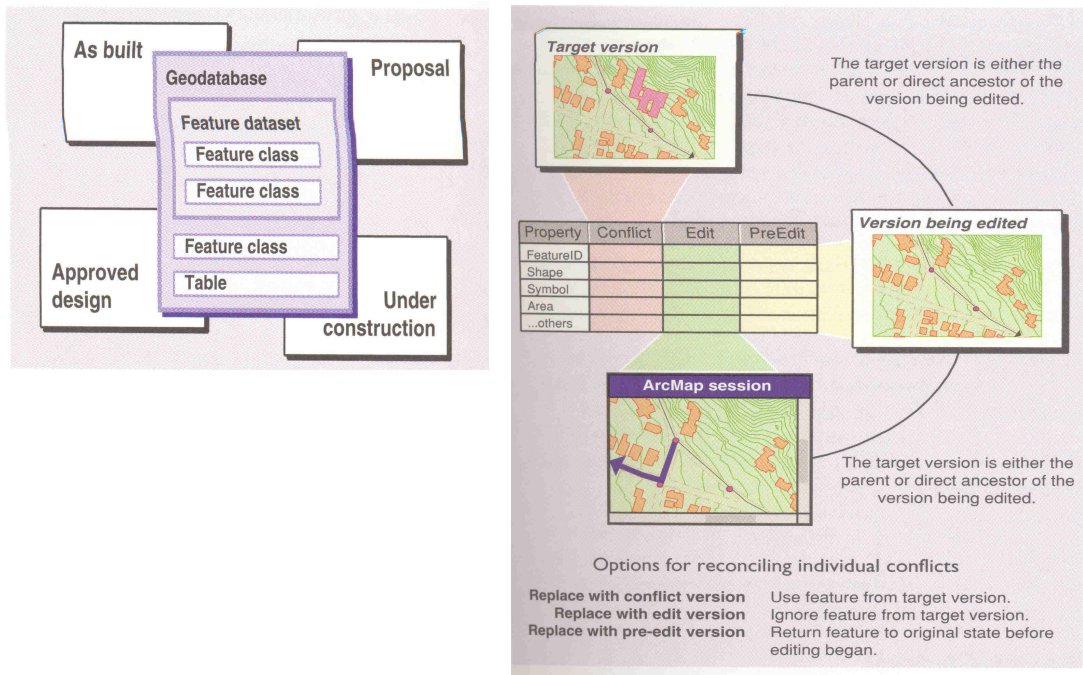 As built
Proposal
Geodatabase
Feature dataset
Feature class
Feature class
Feature class
Table
Approved
design
Under
construction
Target version
The target version is either the
parent or direct ancestor of the
version being edited.
Version being edited
Property Conflict Edit PreEdit
FeatureID
Shape
Symbol
Area
...others
ArcMap session
The target version is either the
parent or direct ancestor of the
version being edited.
Options for reconciling individual conflicts
Replace with conflict version Use feature from target version.
Replace with edit version Ignore feature from target version.
Replace with pre-edit version Return feature to original state before
editing began.